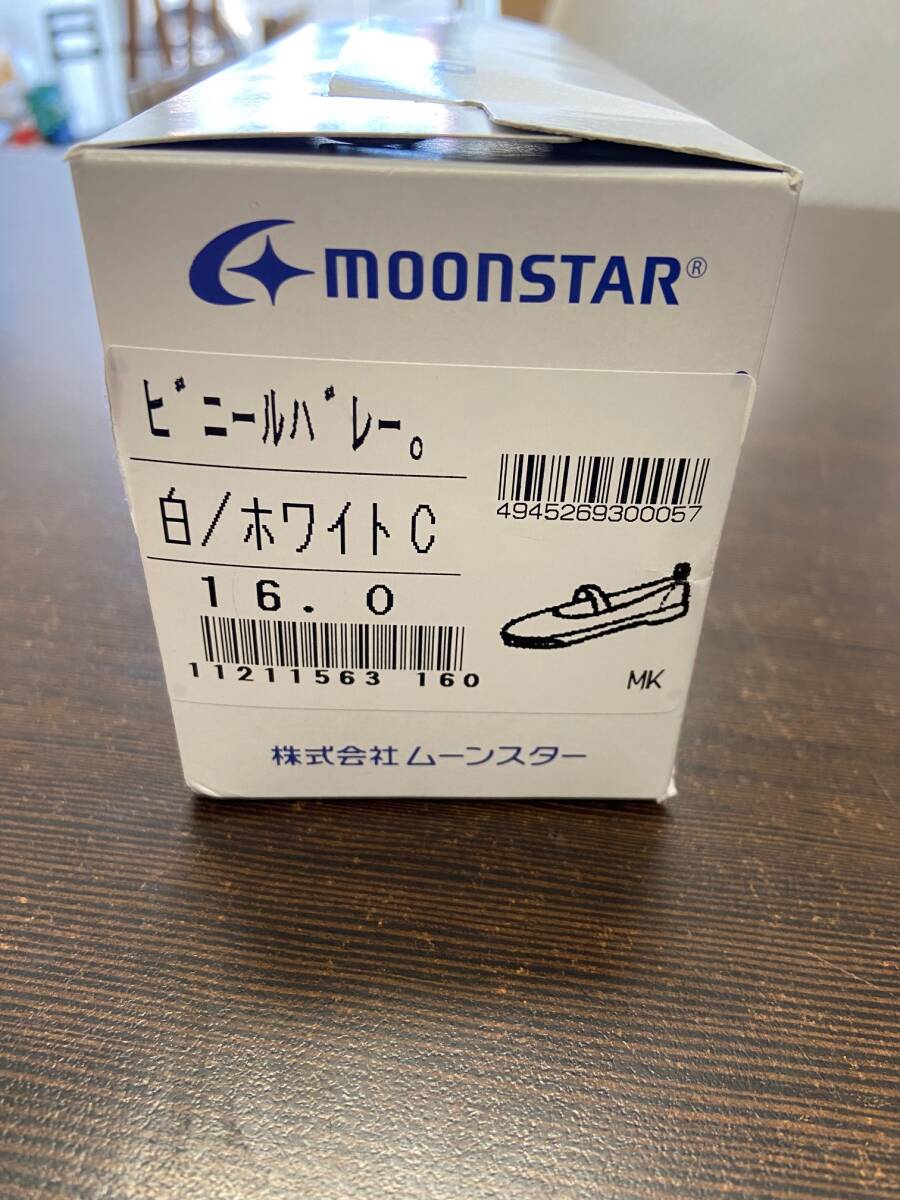 MOONSTAR®
ﾋﾞﾆｰﾙﾊﾞﾚｰ｡
白/ホワイトC
16.0
4945269300057
11211563 160
MK
株式会社ムーンスター